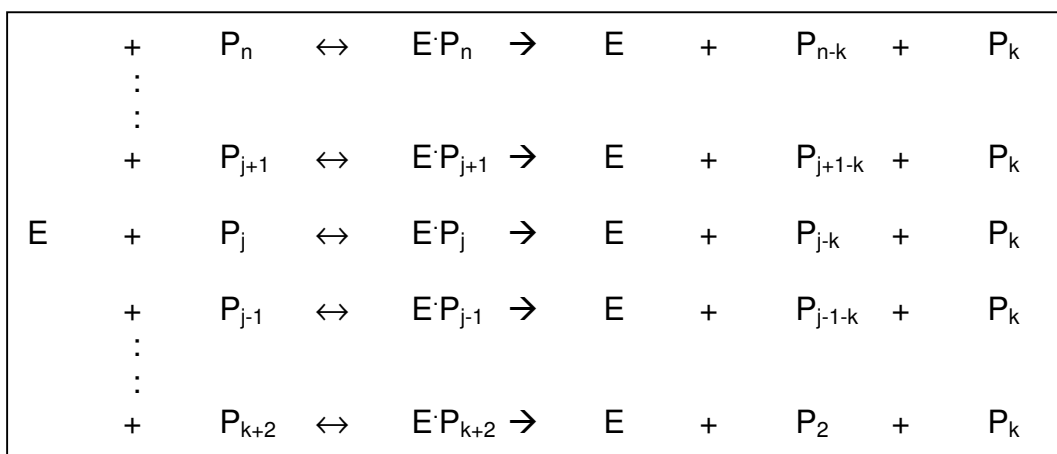 + Pn ↔ E·Pn → E + Pn-k + Pk
:
:
+ Pj+1 ↔ E·Pj+1 → E + Pj+1-k + Pk
E + Pj ↔ E·Pj → E + Pj-k + Pk
+ Pj-1 ↔ E·Pj-1 → E + Pj-1-k + Pk
:
:
+ Pk+2 ↔ E·Pk+2 → E + P2 + Pk